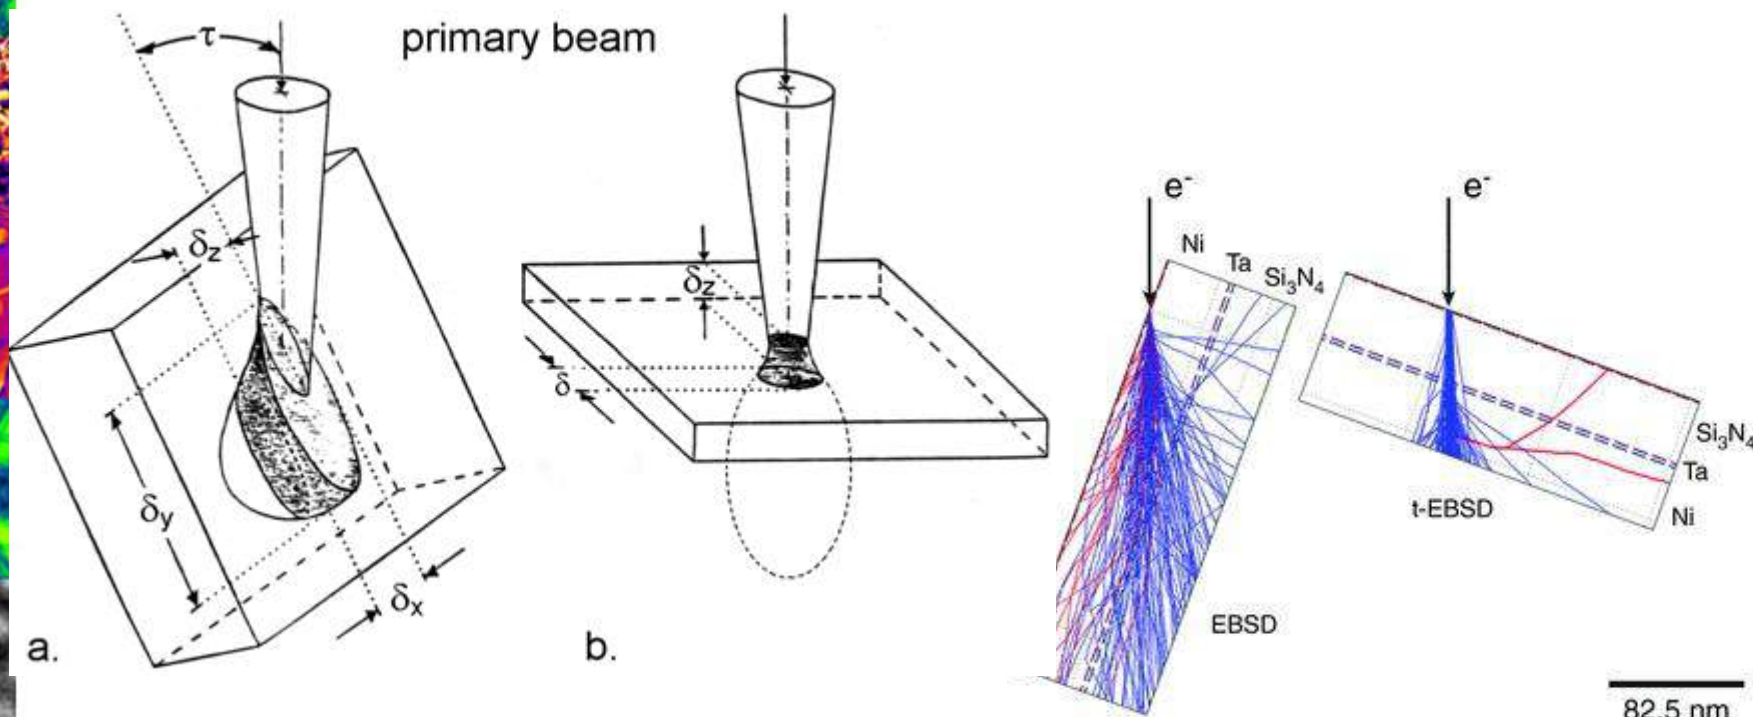 τ
primary beam
δz
δy
δx
a.
δz
δ
b.
e-
Ni
Ta
Si3N4
EBSD
e-
Si3N4
Ta
Ni
t-EBSD
82.5 nm